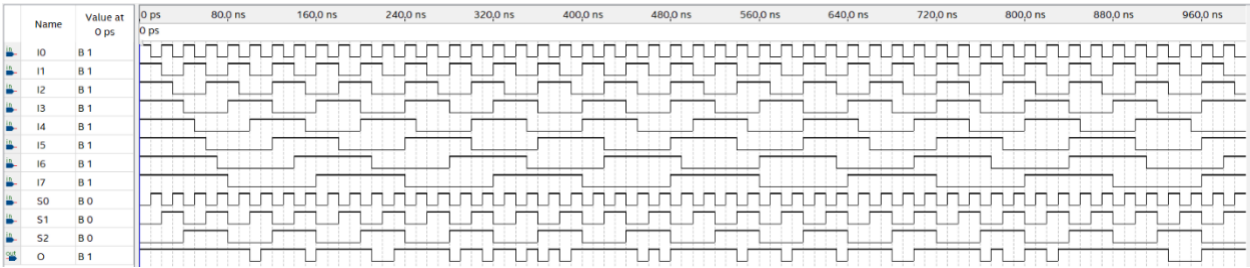 Name Value at 0 ps 0 ps 80.0 ns 160.0 ns 240.0 ns 320.0 ns 400.0 ns 480.0 ns 560.0 ns 640.0 ns 720.0 ns 800.0 ns 880.0 ns 960.0 ns
0 ps
I0 B 1
I1 B 1
I2 B 1
I3 B 1
I4 B 1
I5 B 1
I6 B 1
I7 B 1
S0 B 0
S1 B 0
S2 B 0
O B 1